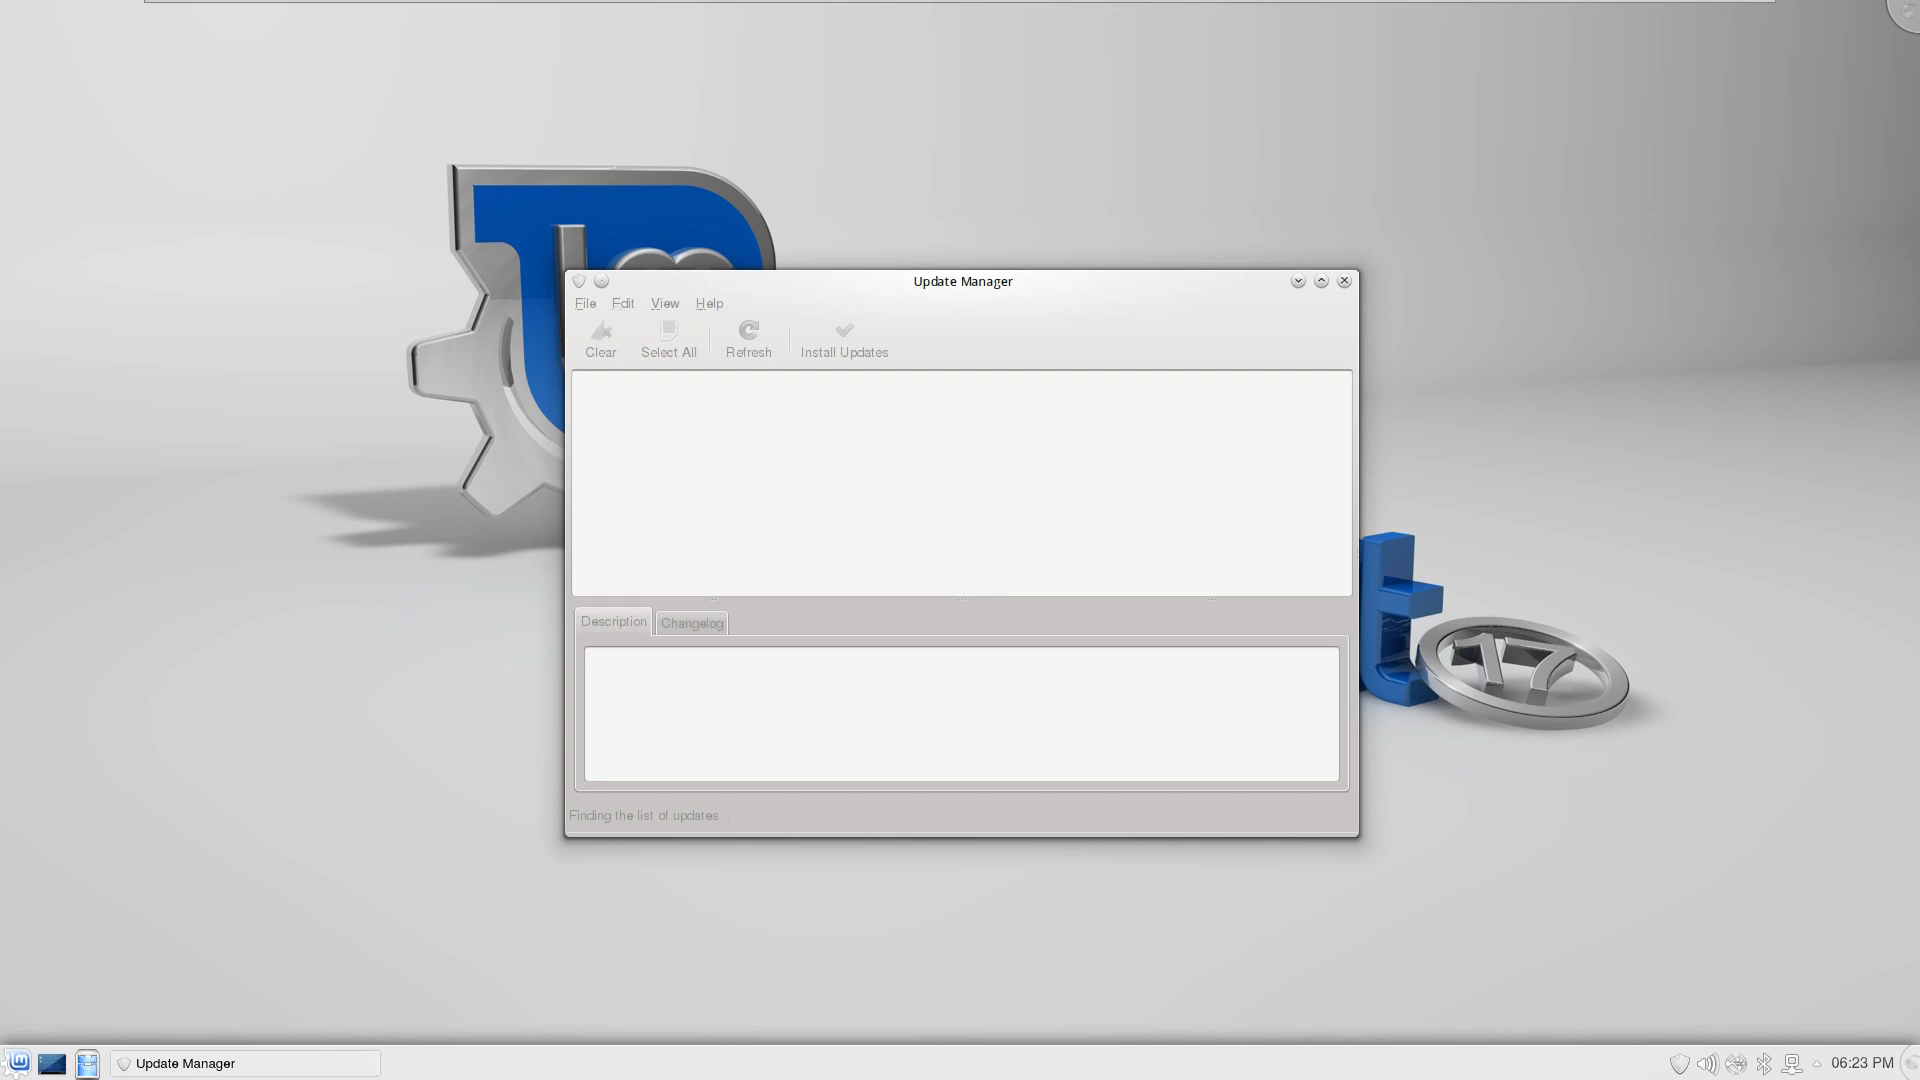 Update Manager
File Edit View Help
Clear Select All Refresh Install Updates
Description Changelog
Finding the list of updates...
t
17
Update Manager
06:23 PM